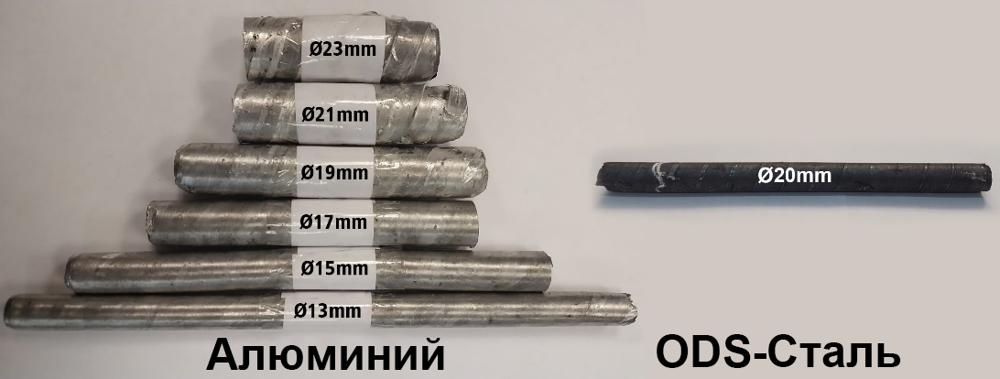 Ø23mm
Ø21mm
Ø19mm
Ø17mm
Ø15mm
Ø13mm
Алюминий
Ø20mm
ODS-Сталь